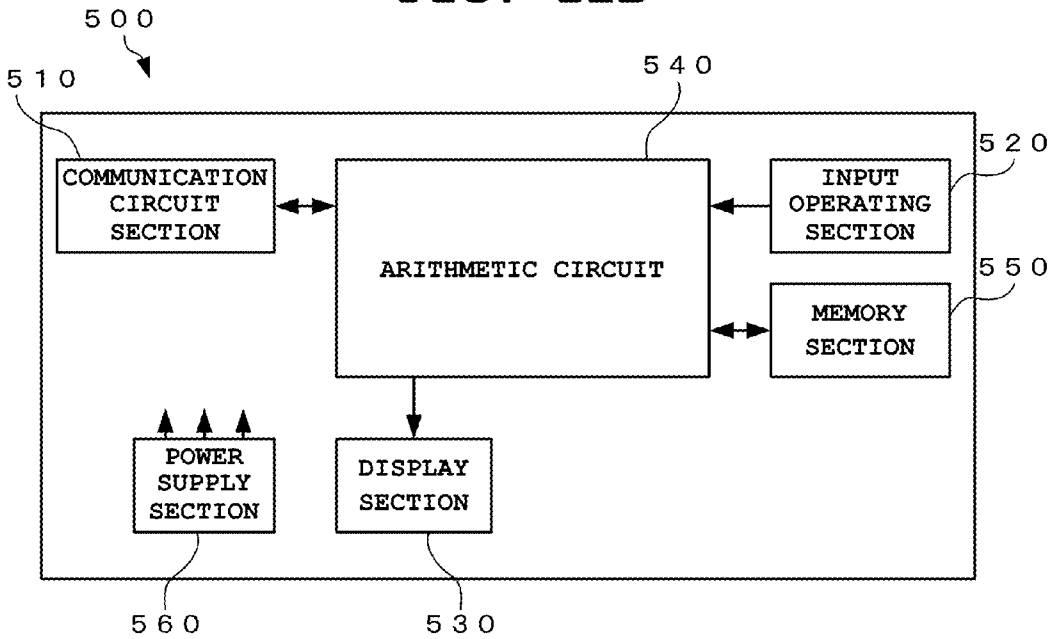 500
510
540
520
COMMUNICATION
CIRCUIT
SECTION
ARITHMETIC CIRCUIT
INPUT
OPERATING
SECTION
550
MEMORY
SECTION
POWER
SUPPLY
SECTION
DISPLAY
SECTION
560
530